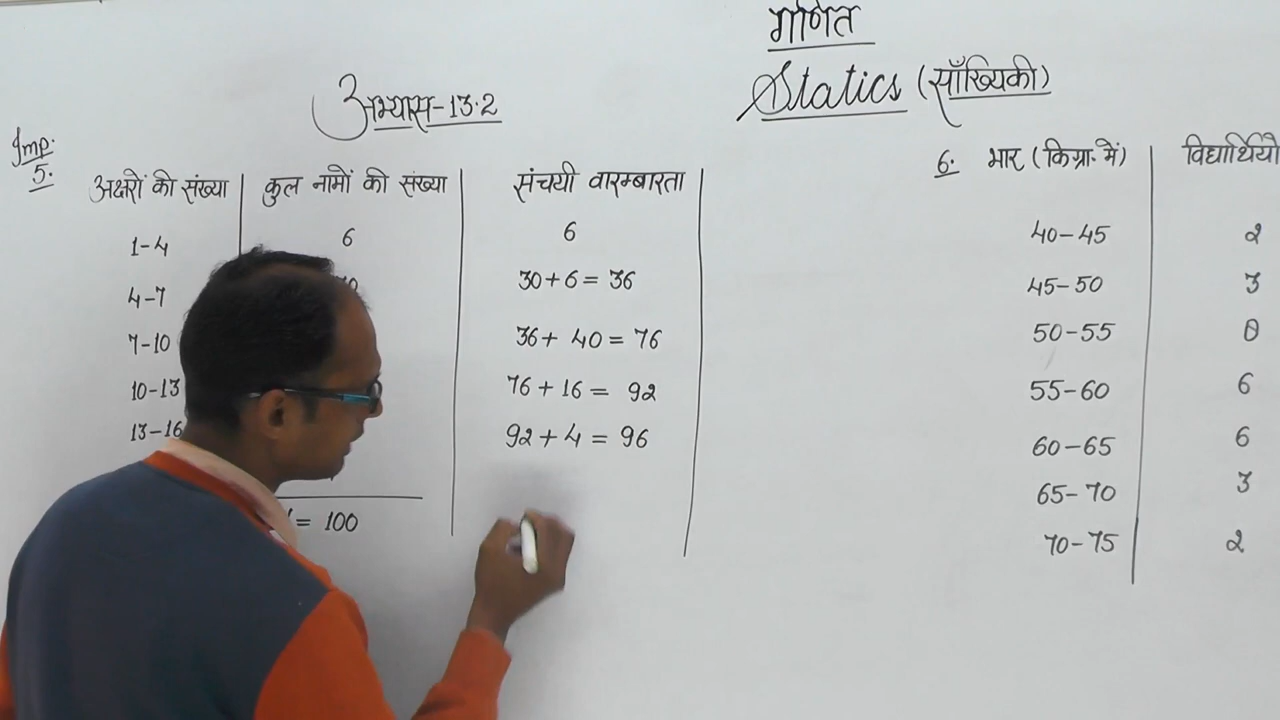 गणित
Statics (साँख्यिकी)
अभ्यास-13.2
Imp.
5.
अक्षरों की संख्या कुल नामों की संख्या संचयी वारम्बारता
1-4 6 6
4-7 30+6=36
7-10 36+ 40=76
10-13 76+16= 92
13-16 92+4=96
= 100
6. भार (कि.ग्रा. में) विद्यार्थियो
40-45 2
45-50 3
50-55 8
55-60 6
60-65 6
65-70 3
70-75 2